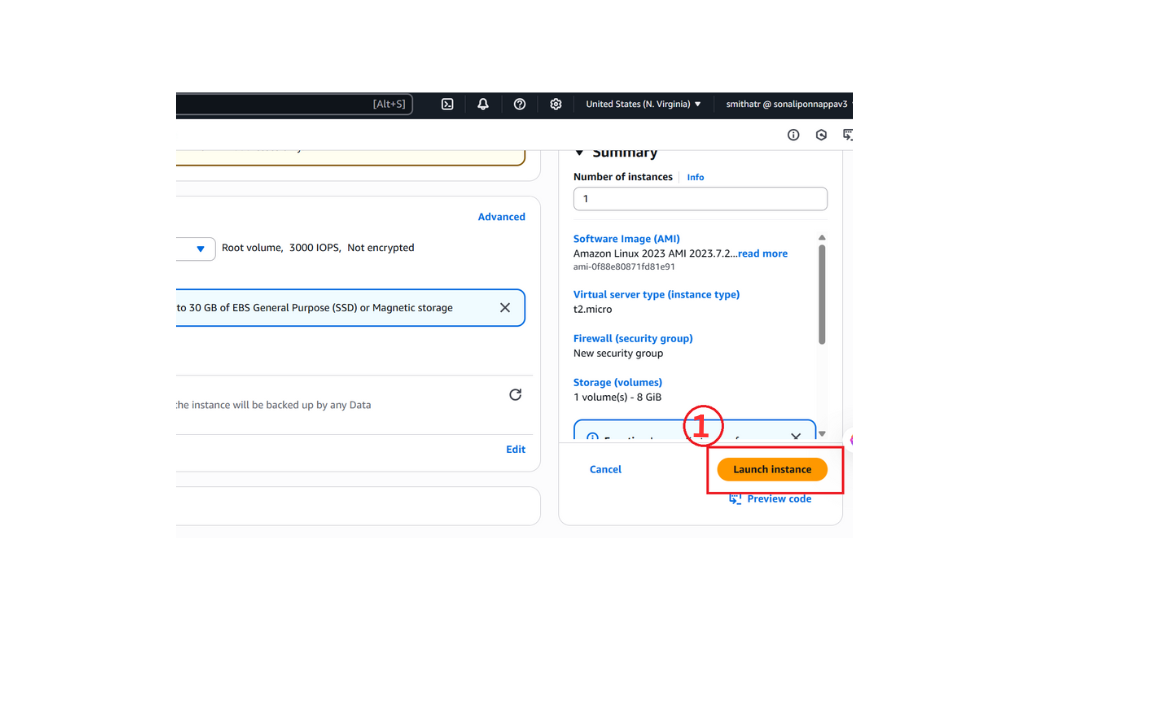 [Alt+S]
United States (N. Virginia) ▼
smithatr @ sonaliponnappav3
Summary
Number of instances
Info
1
Advanced
Root volume, 3000 IOPS, Not encrypted
Software Image (AMI)
Amazon Linux 2023 AMI 2023.7.2...read more
ami-0f88e80871fd81e91
Virtual server type (instance type)
t2.micro
to 30 GB of EBS General Purpose (SSD) or Magnetic storage
Firewall (security group)
New security group
Storage (volumes)
1 volume(s) - 8 GiB
the instance will be backed up by any Data
1
Edit
Cancel
Launch instance
Preview code